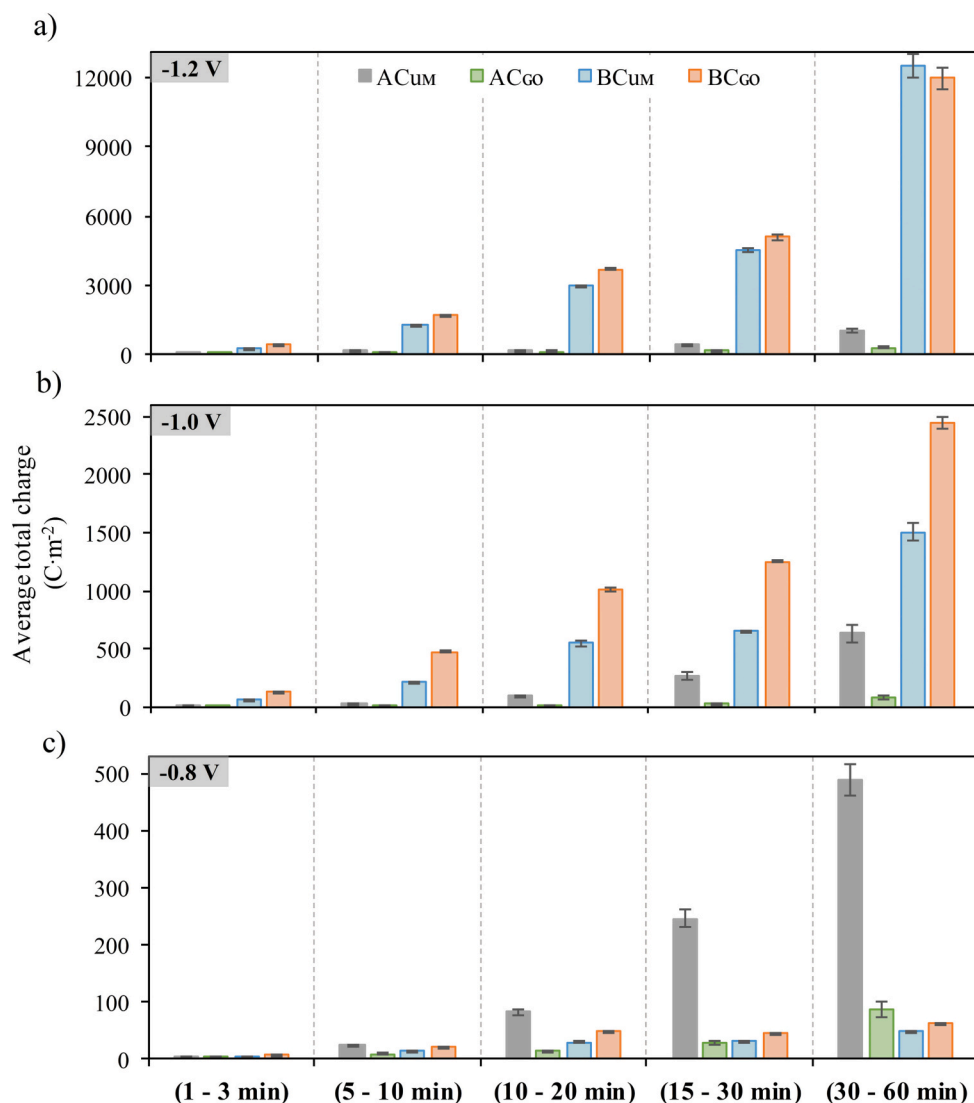 a)
-1.2 V
ACUM ACGO BCUM BCGO
12000
9000
6000
3000
0
b)
-1.0 V
2500
2000
1500
1000
500
0
Average total charge
(C·m-2)
c)
-0.8 V
500
400
300
200
100
0
(1 - 3 min) (5 - 10 min) (10 - 20 min) (15 - 30 min) (30 - 60 min)